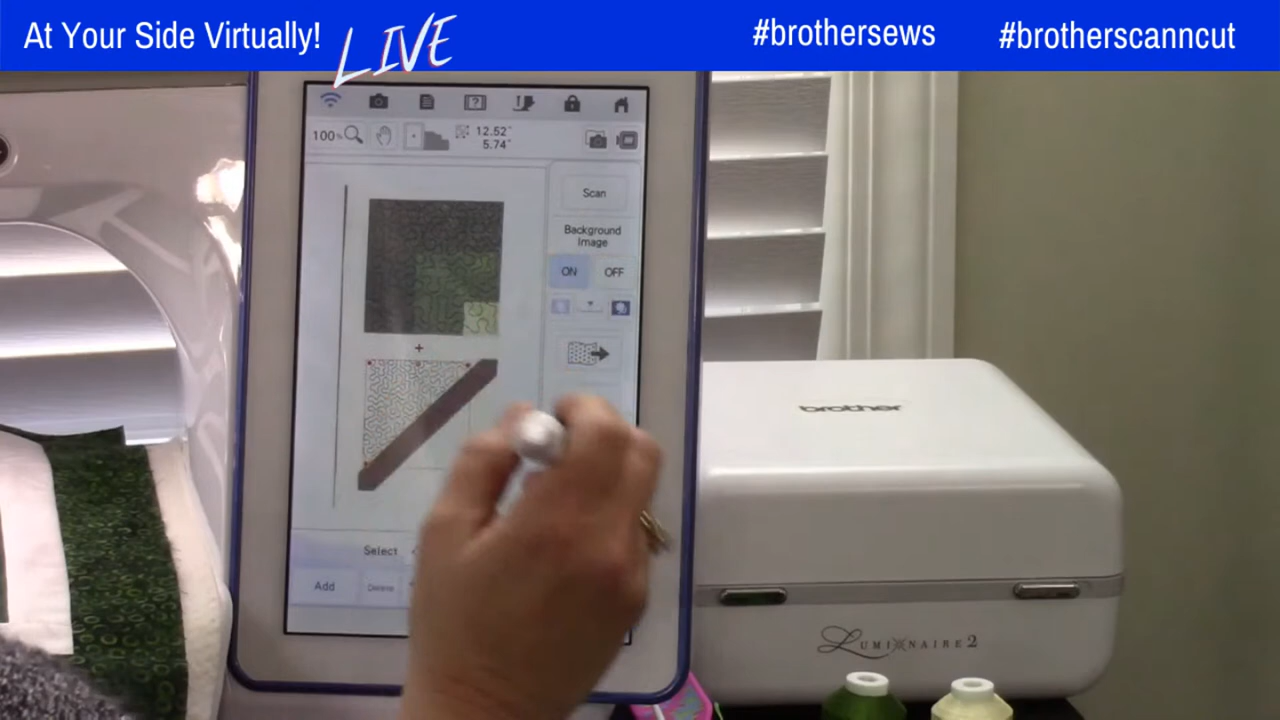 At Your Side Virtually! LIVE
#brothersews
#brotherscanncut
100%
12.52"
5.74"
Scan
Background
Image
ON OFF
Select
Add Delete
brother
LUMINAIRE 2